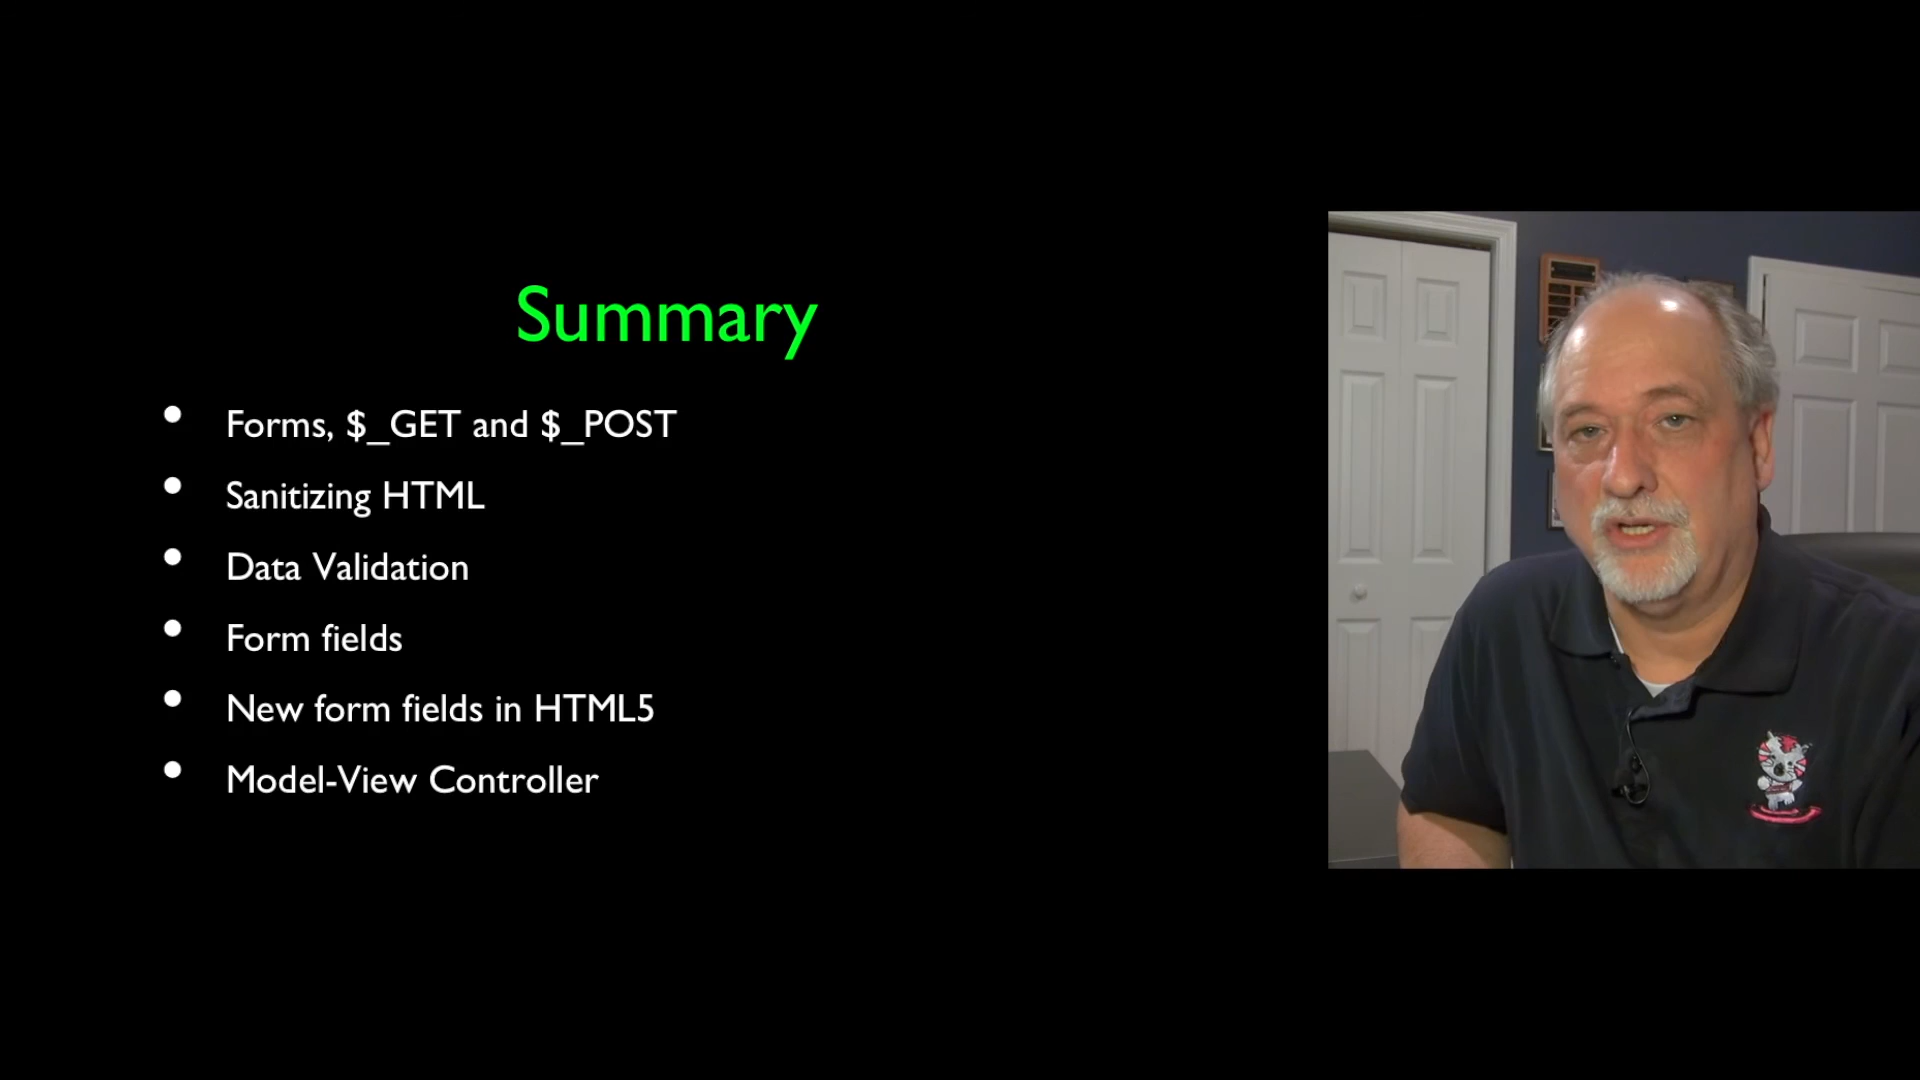 Summary
Forms, $_GET and $_POST
Sanitizing HTML
Data Validation
Form fields
New form fields in HTML5
Model-View Controller